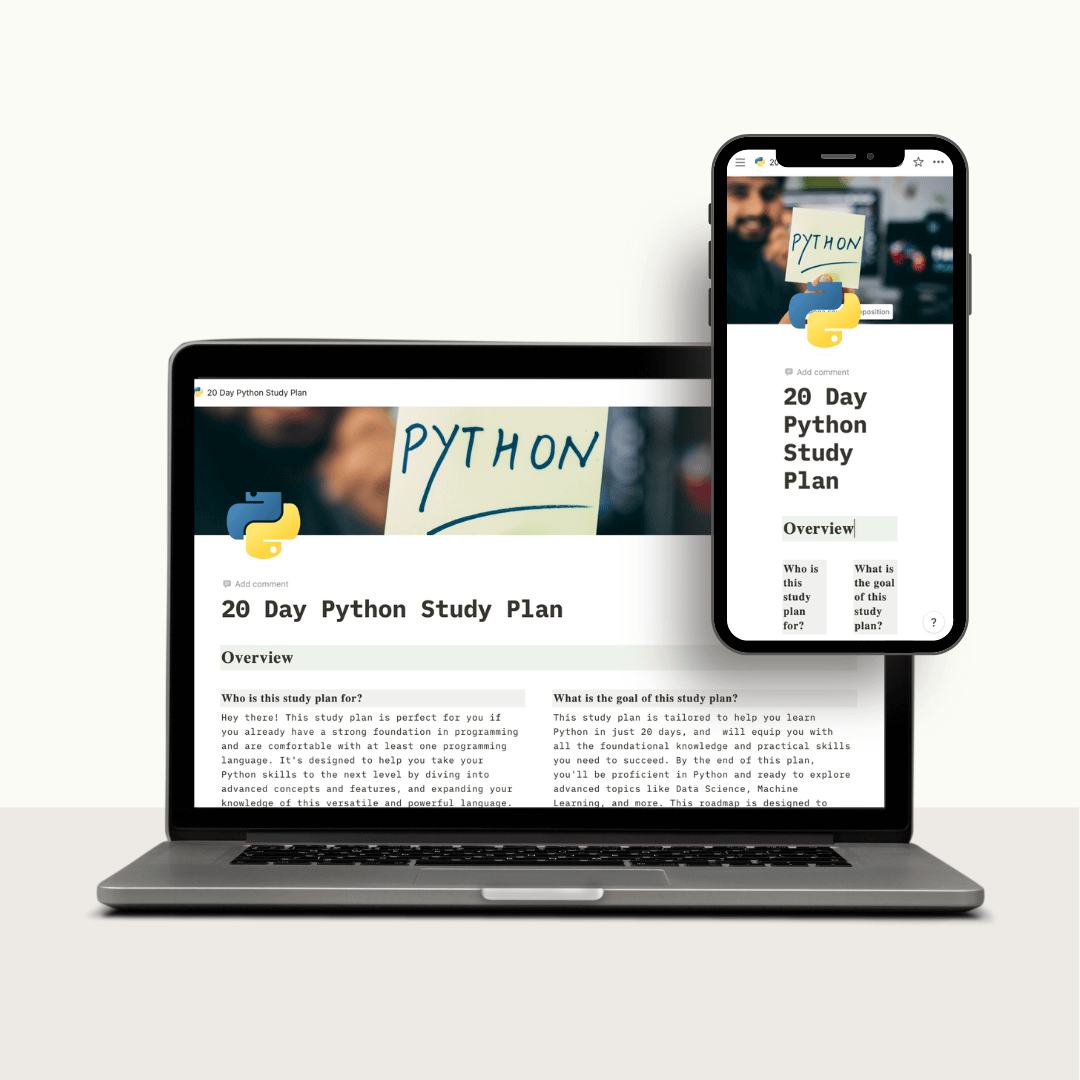 20
PYTHON
eposition
Add comment
20 Day
Python
Study
Plan
Overview
Who is
this
study
plan
for?
What is
the goal
of this
study
plan?
?
20 Day Python Study Plan
PYTHON
Add comment
20 Day Python Study Plan
Overview
Who is this study plan for?
Hey there! This study plan is perfect for you if
you already have a strong foundation in programming
and are comfortable with at least one programming
language. It's designed to help you take your
Python skills to the next level by diving into
advanced concepts and features, and expanding your
knowledge of this versatile and powerful language.
What is the goal of this study plan?
This study plan is tailored to help you learn
Python in just 20 days, and will equip you with
all the foundational knowledge and practical skills
you need to succeed. By the end of this plan,
you'll be proficient in Python and ready to explore
advanced topics like Data Science, Machine
Learning, and more. This roadmap is designed to